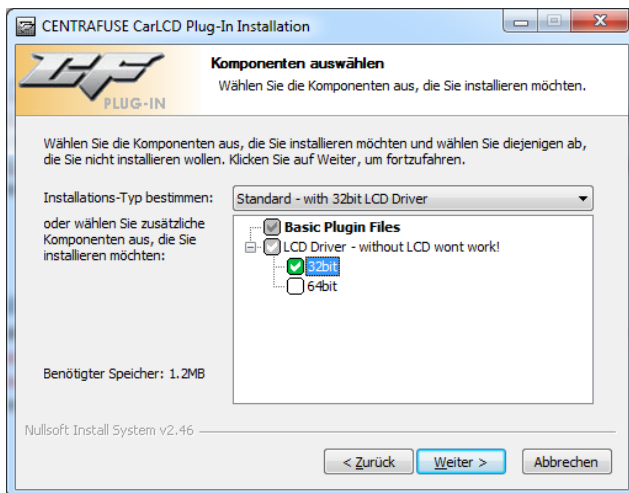 CENTRAFUSE CarLCD Plug-In Installation
CF
PLUG-IN
Komponenten auswählen
Wählen Sie die Komponenten aus, die Sie installieren möchten.
Wählen Sie die Komponenten aus, die Sie installieren möchten und wählen Sie diejenigen ab,
die Sie nicht installieren wollen. Klicken Sie auf Weiter, um fortzufahren.
Installations-Typ bestimmen:
Standard - with 32bit LCD Driver
oder wählen Sie zusätzliche
Komponenten aus, die Sie
installieren möchten:
Basic Plugin Files
LCD Driver - without LCD wont work!
32bit
64bit
Benötigter Speicher: 1.2MB
Nullsoft Install System v2.46
< Zurück
Weiter >
Abbrechen